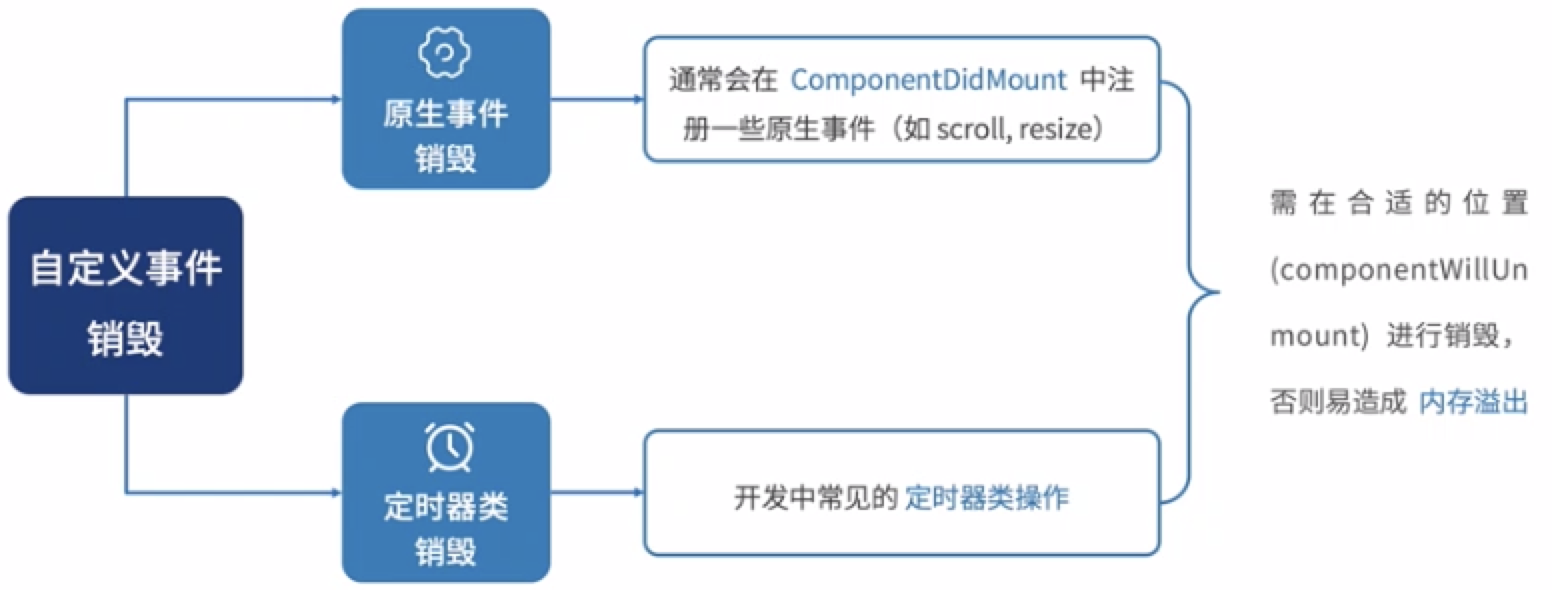 自定义事件
销毁
原生事件
销毁
通常会在 ComponentDidMount 中注
册一些原生事件（如 scroll, resize）
定时器类
销毁
开发中常见的 定时器类操作
需在合适的位置
(componentWillUn
mount) 进行销毁，
否则易造成 内存溢出